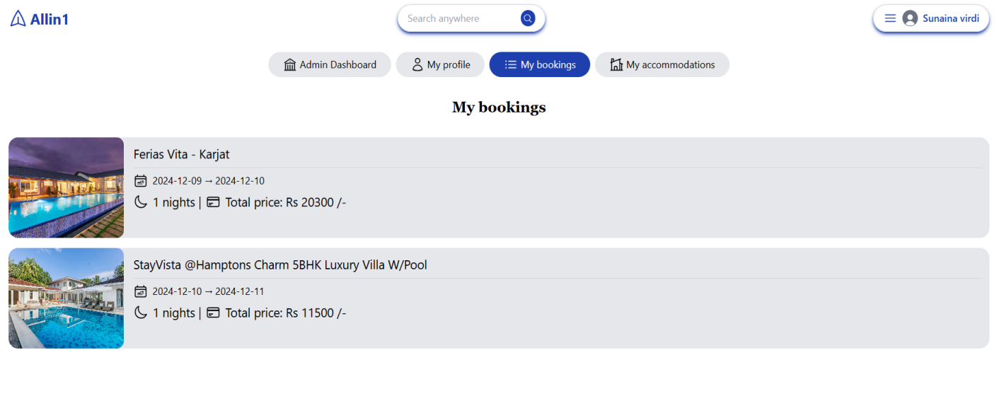 Allin1
Search anywhere
Sunaina virdi
Admin Dashboard
My profile
My bookings
My accommodations
My bookings
Ferias Vita - Karjat
2024-12-09 → 2024-12-10
1 nights | Total price: Rs 20300 /-
StayVista @Hamptons Charm 5BHK Luxury Villa W/Pool
2024-12-10 → 2024-12-11
1 nights | Total price: Rs 11500 /-